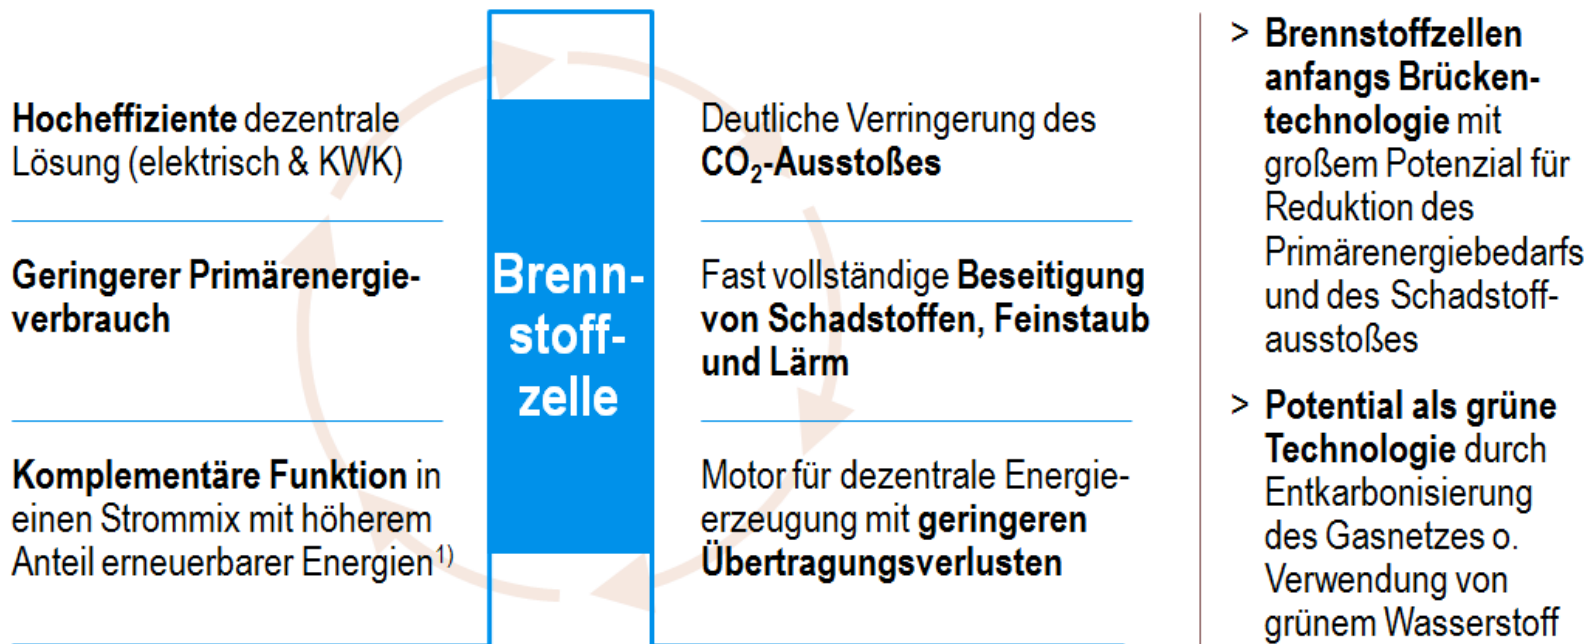 Hocheffiziente dezentrale
Lösung (elektrisch & KWK)
Geringerer Primärenergie-
verbrauch
Komplementäre Funktion in
einen Strommix mit höherem
Anteil erneuerbarer Energien¹⁾
Brenn-
stoff-
zelle
Deutliche Verringerung des
CO₂-Ausstoßes
Fast vollständige Beseitigung
von Schadstoffen, Feinstaub
und Lärm
Motor für dezentrale Energie-
erzeugung mit geringeren
Übertragungsverlusten
> Brennstoffzellen
anfangs Brücken-
technologie mit
großem Potenzial für
Reduktion des
Primärenergiebedarfs
und des Schadstoff-
ausstoßes
> Potential als grüne
Technologie durch
Entkarbonisierung
des Gasnetzes o.
Verwendung von
grünem Wasserstoff